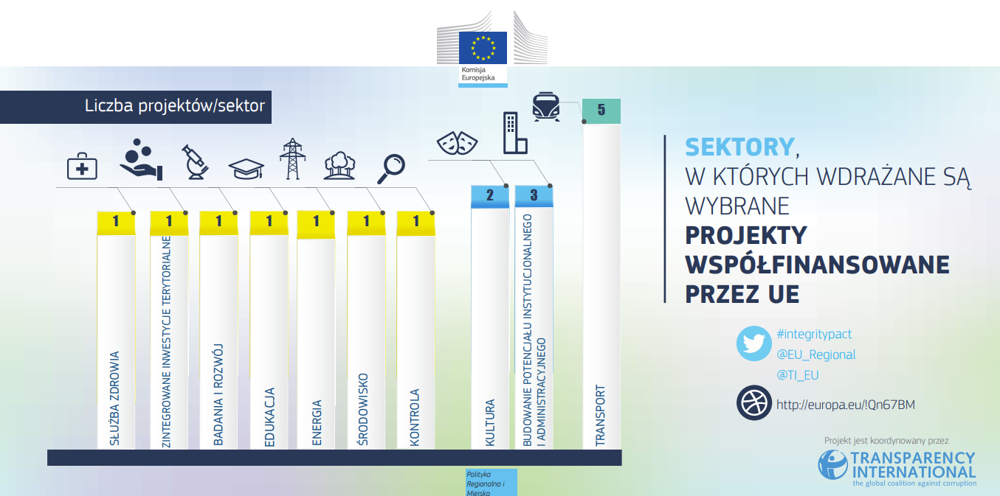 Komisja
Europejska
Liczba projektów/sektor
1
1
1
1
1
1
1
2
3
5
SŁUŻBA ZDROWIA
ZINTEGROWANE INWESTYCJE TERYTORIALNE
BADANIA I ROZWÓJ
EDUKACJA
ENERGIA
ŚRODOWISKO
KONTROLA
KULTURA
BUDOWANIE POTENCJAŁU INSTYTUCJONALNEGO
I ADMINISTRACYJNEGO
TRANSPORT
SEKTORY,
W KTÓRYCH WDRAŻANE SĄ
WYBRANE
PROJEKTY
WSPÓŁFINANSOWANE
PRZEZ UE
#integritypact
@EU_Regional
@TI_EU
http://europa.eu/!Qn67BM
Projekt jest koordynowany przez
TRANSPARENCY
INTERNATIONAL
the global coalition against corruption
Polityka
Regionalna i
Miejska